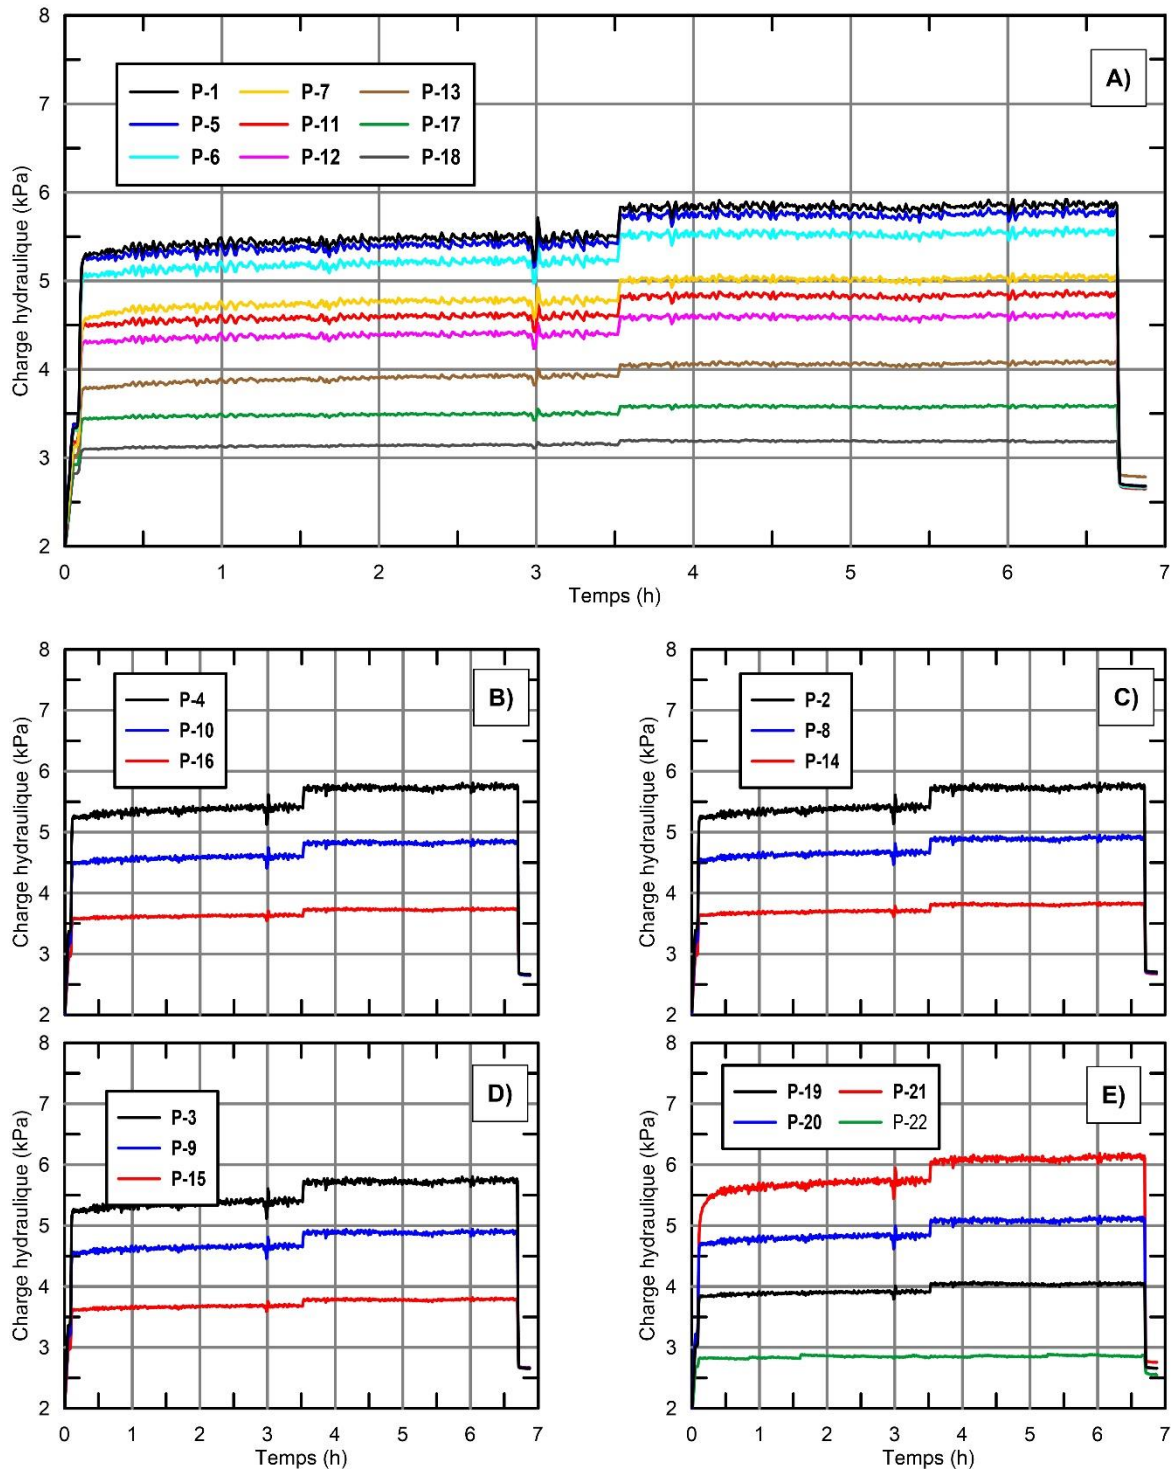 8
A)
P-1 P-7 P-13
P-5 P-11 P-17
P-6 P-12 P-18
7
6
5
4
3
2
Charge hydraulique (kPa)
0 1 2 3 4 5 6 7
Temps (h)
8
B)
P-4
P-10
P-16
7
6
5
4
3
2
Charge hydraulique (kPa)
8
C)
P-2
P-8
P-14
7
6
5
4
3
2
Charge hydraulique (kPa)
8
D)
P-3
P-9
P-15
7
6
5
4
3
2
Charge hydraulique (kPa)
0 1 2 3 4 5 6 7
Temps (h)
8
E)
P-19 P-21
P-20 P-22
7
6
5
4
3
2
Charge hydraulique (kPa)
0 1 2 3 4 5 6 7
Temps (h)